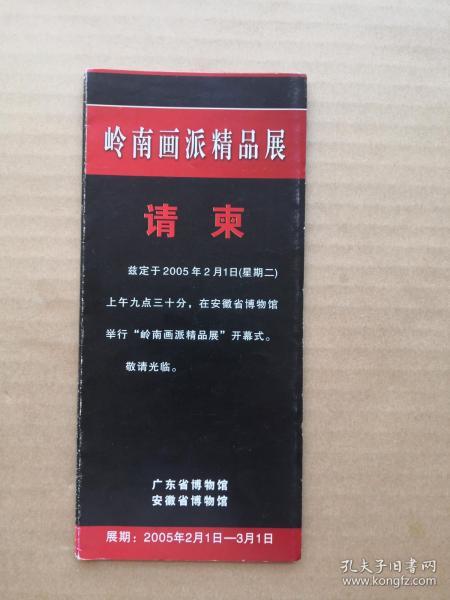 岭南画派精品展
请柬
兹定于2005年2月1日(星期二)
上午九点三十分，在安徽省博物馆
举行“岭南画派精品展”开幕式。
敬请光临。
广东省博物馆
安徽省博物馆
展期：2005年2月1日—3月1日
孔夫子旧书网
www.kongfz.com